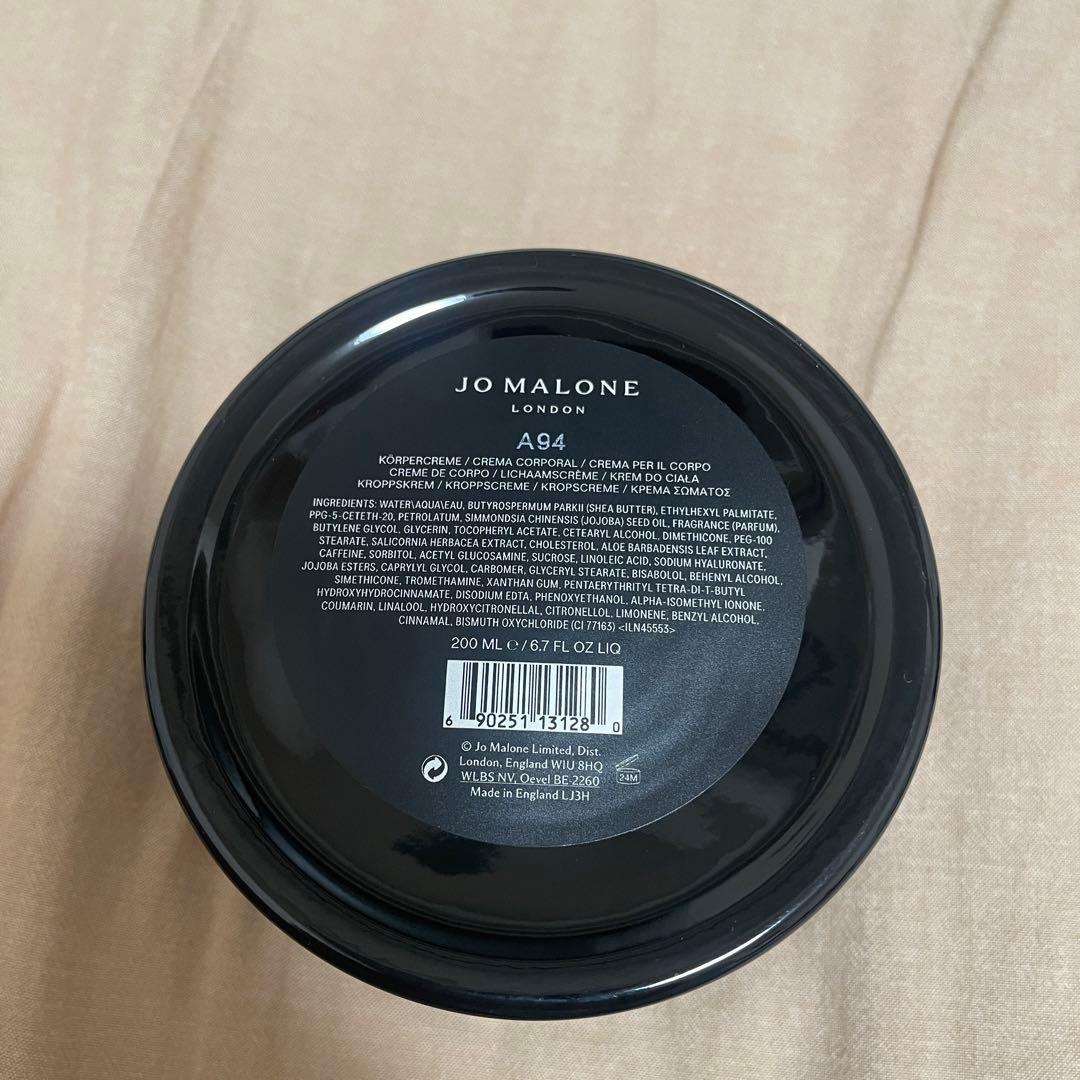 JO MALONE
LONDON
A94
KÖRPERCREME / CREMA CORPORAL / CREMA PER IL CORPO
CREME DE CORPO / LICHAAMSCRÈME / KREM DO CIAŁA
KROPPSKREM / KROPPSCREME / KROPSCREME / ΚΡΕΜΑ ΣΩΜΑΤΟΣ
INGREDIENTS: WATER\AQUA\EAU, BUTYROSPERMUM PARKII (SHEA BUTTER), ETHYLHEXYL PALMITATE,
PPG-5-CETETH-20, PETROLATUM, SIMMONDSIA CHINENSIS (JOJOBA) SEED OIL, FRAGRANCE (PARFUM),
BUTYLENE GLYCOL, GLYCERIN, TOCOPHERYL ACETATE, CETEARYL ALCOHOL, DIMETHICONE, PEG-100
STEARATE, SALICORNIA HERBACEA EXTRACT, CHOLESTEROL, ALOE BARBADENSIS LEAF EXTRACT,
CAFFEINE, SORBITOL, ACETYL GLUCOSAMINE, SUCROSE, LINOLEIC ACID, SODIUM HYALURONATE,
JOJOBA ESTERS, CAPRYLYL GLYCOL, CARBOMER, GLYCERYL STEARATE, BISABOLOL, BEHENYL ALCOHOL,
SIMETHICONE, TROMETHAMINE, XANTHAN GUM, PENTAERYTHRITYL TETRA-DI-T-BUTYL
HYDROXYHYDROCINNAMATE, DISODIUM EDTA, PHENOXYETHANOL, ALPHA-ISOMETHYL IONONE,
COUMARIN, LINALOOL, HYDROXYCITRONELLAL, CITRONELLOL, LIMONENE, BENZYL ALCOHOL,
CINNAMAL, BISMUTH OXYCHLORIDE (CI 77163) <ILN45553>
200 ML ℮ / 6.7 FL OZ LIQ
6 90251 13128 0
© Jo Malone Limited, Dist.
London, England W1U 8HQ
WLBS NV, Oevel BE-2260
Made in England LJ3H
24M